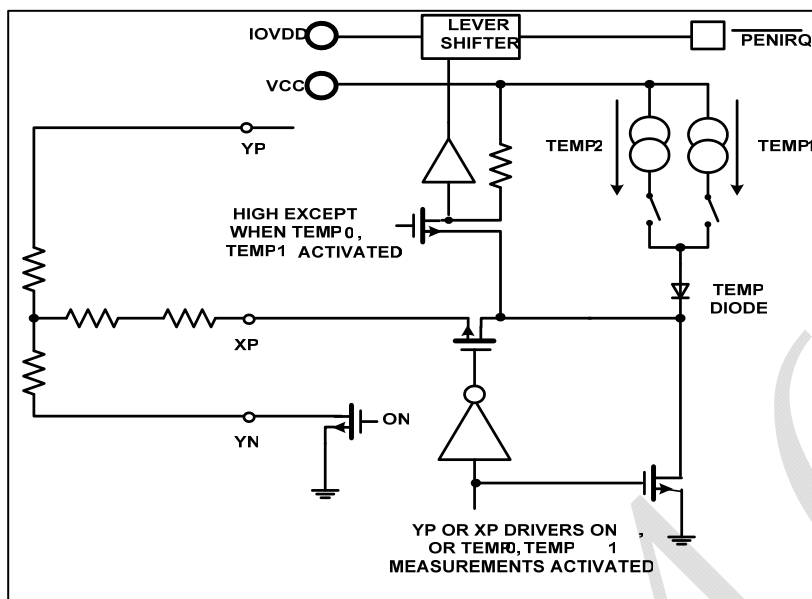 IOVDD
LEVER
SHIFTER
PENIRQ
VCC
YP
TEMP2
TEMP1
HIGH EXCEPT
WHEN TEMP0,
TEMP1 ACTIVATED
TEMP
DIODE
XP
YN
ON
YP OR XP DRIVERS ON ,
OR TEMP0, TEMP 1
MEASUREMENTS ACTIVATED